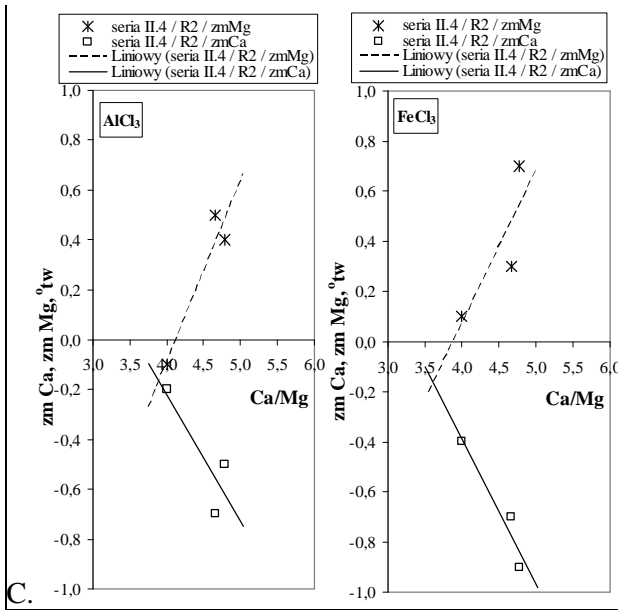 seria II.4 / R2 / zmMg
seria II.4 / R2 / zmCa
Liniowy (seria II.4 / R2 / zmMg)
Liniowy (seria II.4 / R2 / zmCa)
AlCl3
1,0
0,8
0,6
0,4
0,2
0,0
-0,2
-0,4
-0,6
-0,8
-1,0
3,0 3,5 4,0 4,5 5,0 5,5 6,0
zm Ca, zm Mg, °tw
Ca/Mg
seria II.4 / R2 / zmMg
seria II.4 / R2 / zmCa
Liniowy (seria II.4 / R2 / zmMg)
Liniowy (seria II.4 / R2 / zmCa)
FeCl3
1,0
0,8
0,6
0,4
0,2
0,0
-0,2
-0,4
-0,6
-0,8
-1,0
3,0 3,5 4,0 4,5 5,0 5,5 6,0
zm Ca, zm Mg, °tw
Ca/Mg
C.